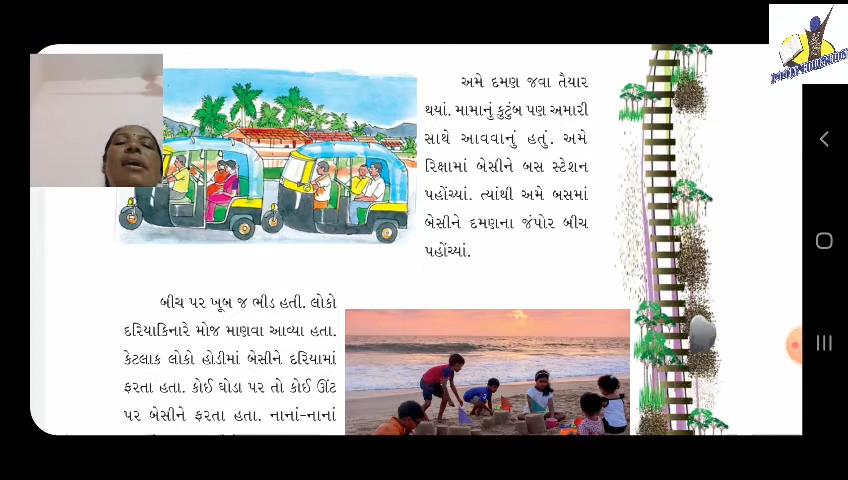 અમે દમણ જવા તૈયાર
થયાં. મામાનું કુટુંબ પણ અમારી
સાથે આવવાનું હતું. અમે
રિક્ષામાં બેસીને બસ સ્ટેશન
પહોંચ્યાં. ત્યાંથી અમે બસમાં
બેસીને દમણના જંપોર બીચ
પહોંચ્યાં.
બીચ પર ખૂબ જ ભીડ હતી. લોકો
દરિયાકિનારે મોજ માણવા આવ્યા હતા.
કેટલાક લોકો હોડીમાં બેસીને દરિયામાં
ફરતા હતા. કોઈ ઘોડા પર તો કોઈ ઊંટ
પર બેસીને ફરતા હતા. નાનાં-નાનાં